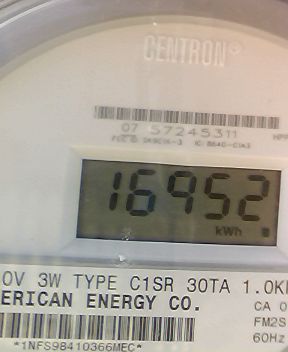 CENTRON®
07 57245311
16952
kWh
0V 3W TYPE C1SR 30TA 1.0K
ERICAN ENERGY CO.
CA 0
FM2S
60Hz
*1NFS98410366MEC*